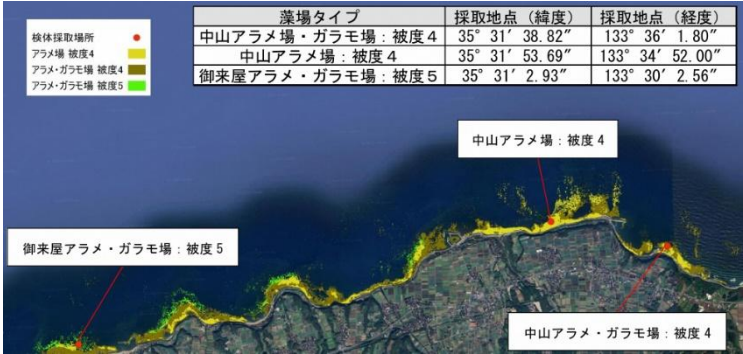 検体採取場所
アラメ場 被度4
アラメ・ガラモ場 被度4
アラメ・ガラモ場 被度5
藻場タイプ 採取地点（緯度） 採取地点（経度）
中山アラメ場・ガラモ場：被度４ 35° 31′ 38.82″ 133° 36′ 1.80″
中山アラメ場：被度４ 35° 31′ 53.69″ 133° 34′ 52.00″
御来屋アラメ・ガラモ場：被度５ 35° 31′ 2.93″ 133° 30′ 2.56″
中山アラメ場：被度４
御来屋アラメ・ガラモ場：被度５
中山アラメ・ガラモ場：被度４